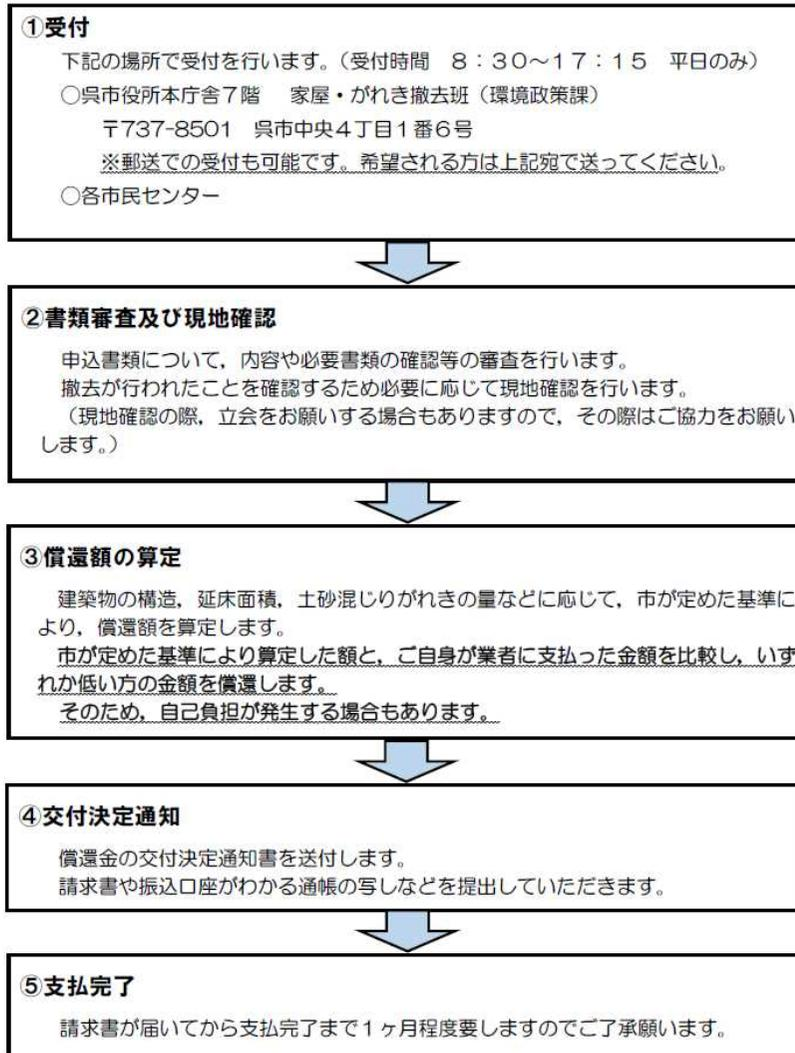 ①受付
下記の場所で受付を行います。（受付時間　８：３０～１７：１５　平日のみ）
○呉市役所本庁舎７階　家屋・がれき撤去班（環境政策課）
〒737-8501　呉市中央４丁目１番６号
※郵送での受付も可能です。希望される方は上記宛で送ってください。
○各市民センター
②書類審査及び現地確認
申込書類について，内容や必要書類の確認等の審査を行います。
撤去が行われたことを確認するため必要に応じて現地確認を行います。
（現地確認の際，立会をお願いする場合もありますので，その際はご協力をお願い
します。）
③償還額の算定
建築物の構造，延床面積，土砂混じりがれきの量などに応じて，市が定めた基準に
より，償還額を算定します。
市が定めた基準により算定した額と，ご自身が業者に支払った金額を比較し，いず
れか低い方の金額を償還します。
そのため，自己負担が発生する場合もあります。
④交付決定通知
償還金の交付決定通知書を送付します。
請求書や振込口座がわかる通帳の写しなどを提出していただきます。
⑤支払完了
請求書が届いてから支払完了まで１ヶ月程度要しますのでご了承願います。